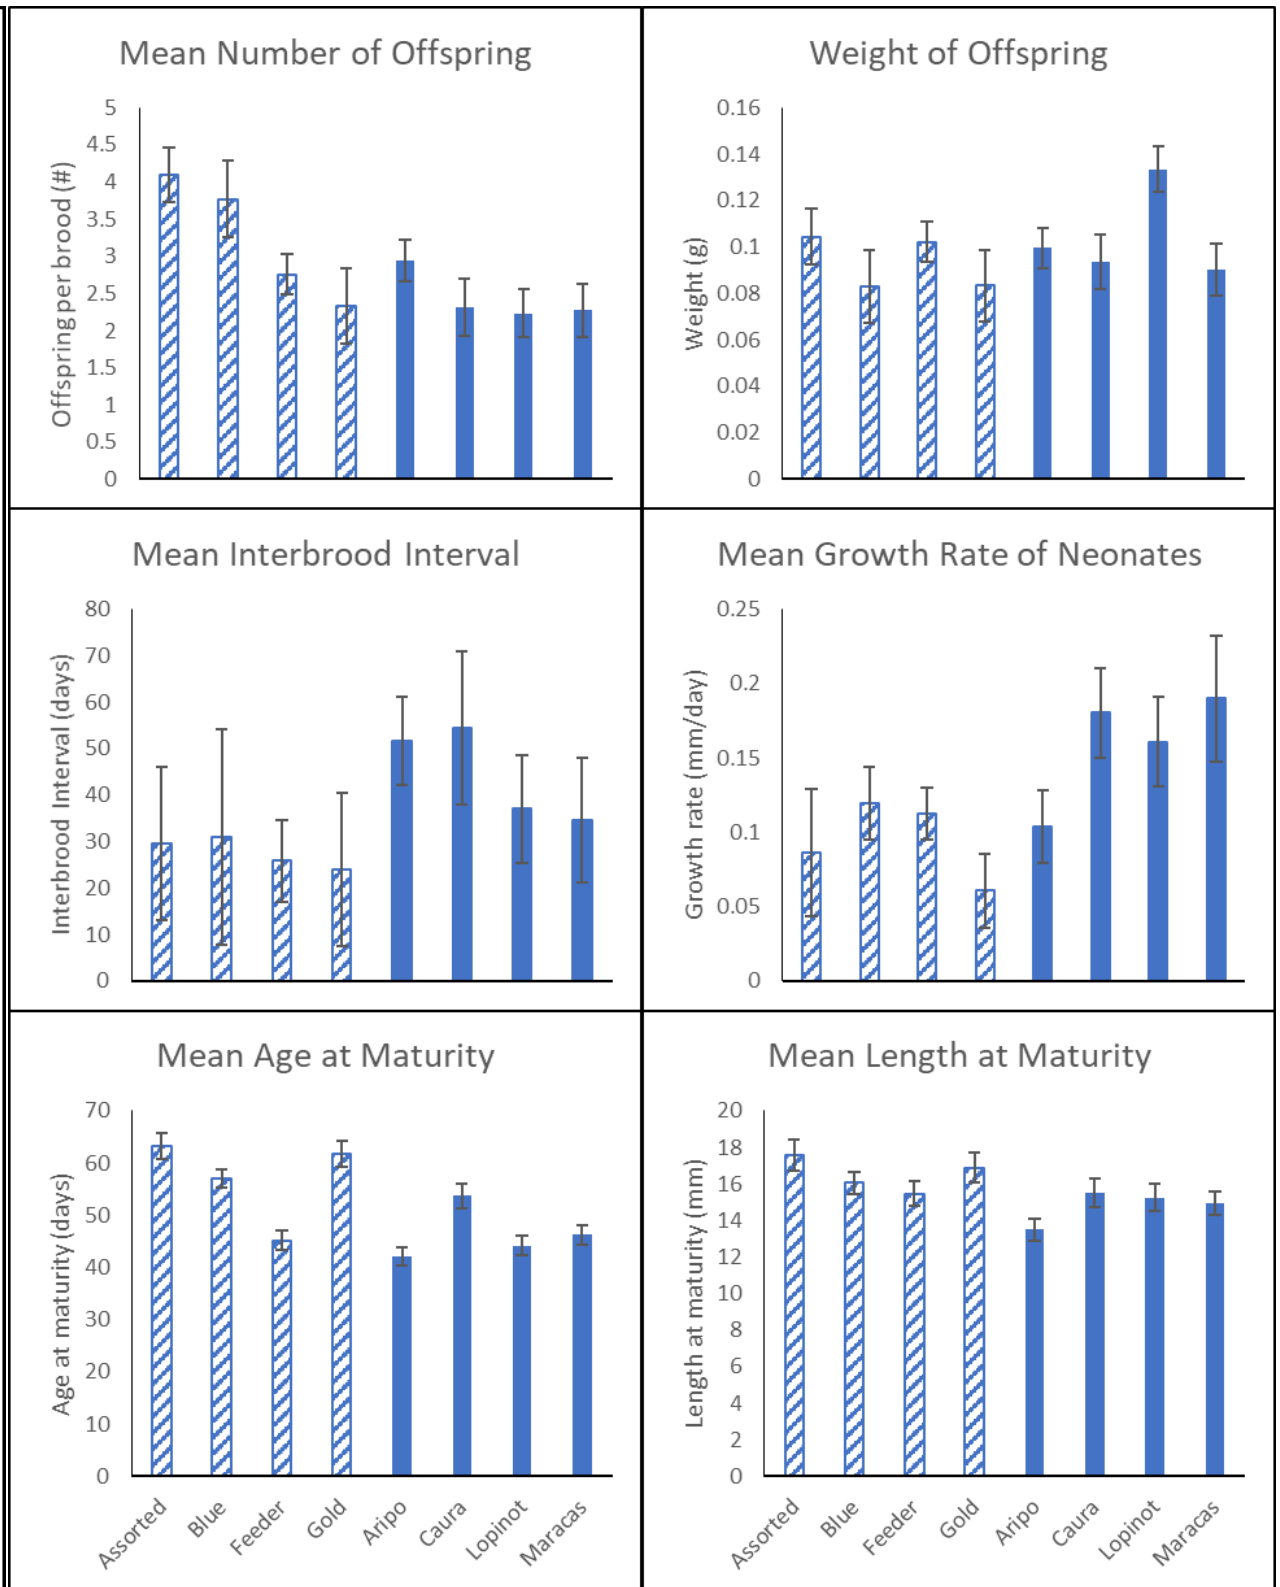 Mean Number of Offspring
Offspring per brood (#)
5
4.5
4
3.5
3
2.5
2
1.5
1
0.5
0
Weight of Offspring
Weight (g)
0.16
0.14
0.12
0.1
0.08
0.06
0.04
0.02
0
Mean Interbrood Interval
Interbrood Interval (days)
80
70
60
50
40
30
20
10
0
Mean Growth Rate of Neonates
Growth rate (mm/day)
0.25
0.2
0.15
0.1
0.05
0
Mean Age at Maturity
Age at maturity (days)
70
60
50
40
30
20
10
0
Assorted
Blue
Feeder
Gold
Aripo
Caura
Lopinot
Maracas
Mean Length at Maturity
Length at maturity (mm)
20
18
16
14
12
10
8
6
4
2
0
Assorted
Blue
Feeder
Gold
Aripo
Caura
Lopinot
Maracas